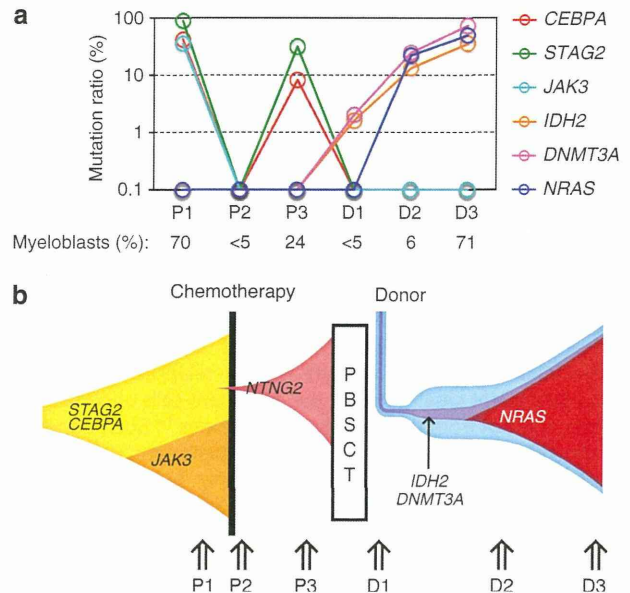 a
100
10
1
0.1
Mutation ratio (%)
P1 P2 P3 D1 D2 D3
Myeloblasts (%): 70 <5 24 <5 6 71
CEBPA
STAG2
JAK3
IDH2
DNMT3A
NRAS
b
Chemotherapy
Donor
STAG2
CEBPA
JAK3
NTNG2
PBSCT
NRAS
IDH2
DNMT3A
P1 P2 P3 D1 D2 D3